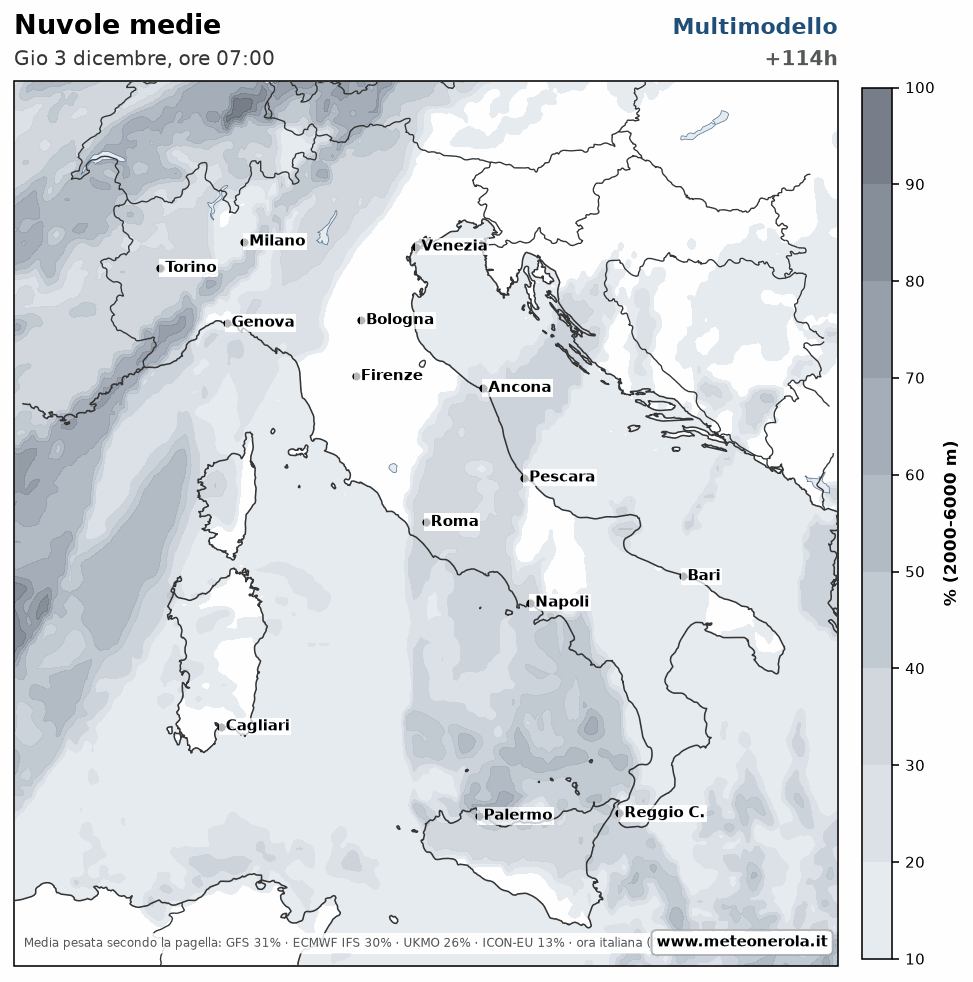 Nuvole medie
Multimodello
Gio 3 dicembre, ore 07:00
+114h
Milano
Venezia
Torino
Genova
Bologna
Firenze
Ancona
Pescara
Roma
Bari
Napoli
Cagliari
Palermo
Reggio C.
Media pesata secondo la pagella: GFS 31% · ECMWF IFS 30% · UKMO 26% · ICON-EU 13% · ora italiana (
www.meteonerola.it
100
90
80
70
60
50
40
30
20
10
% (2000-6000 m)